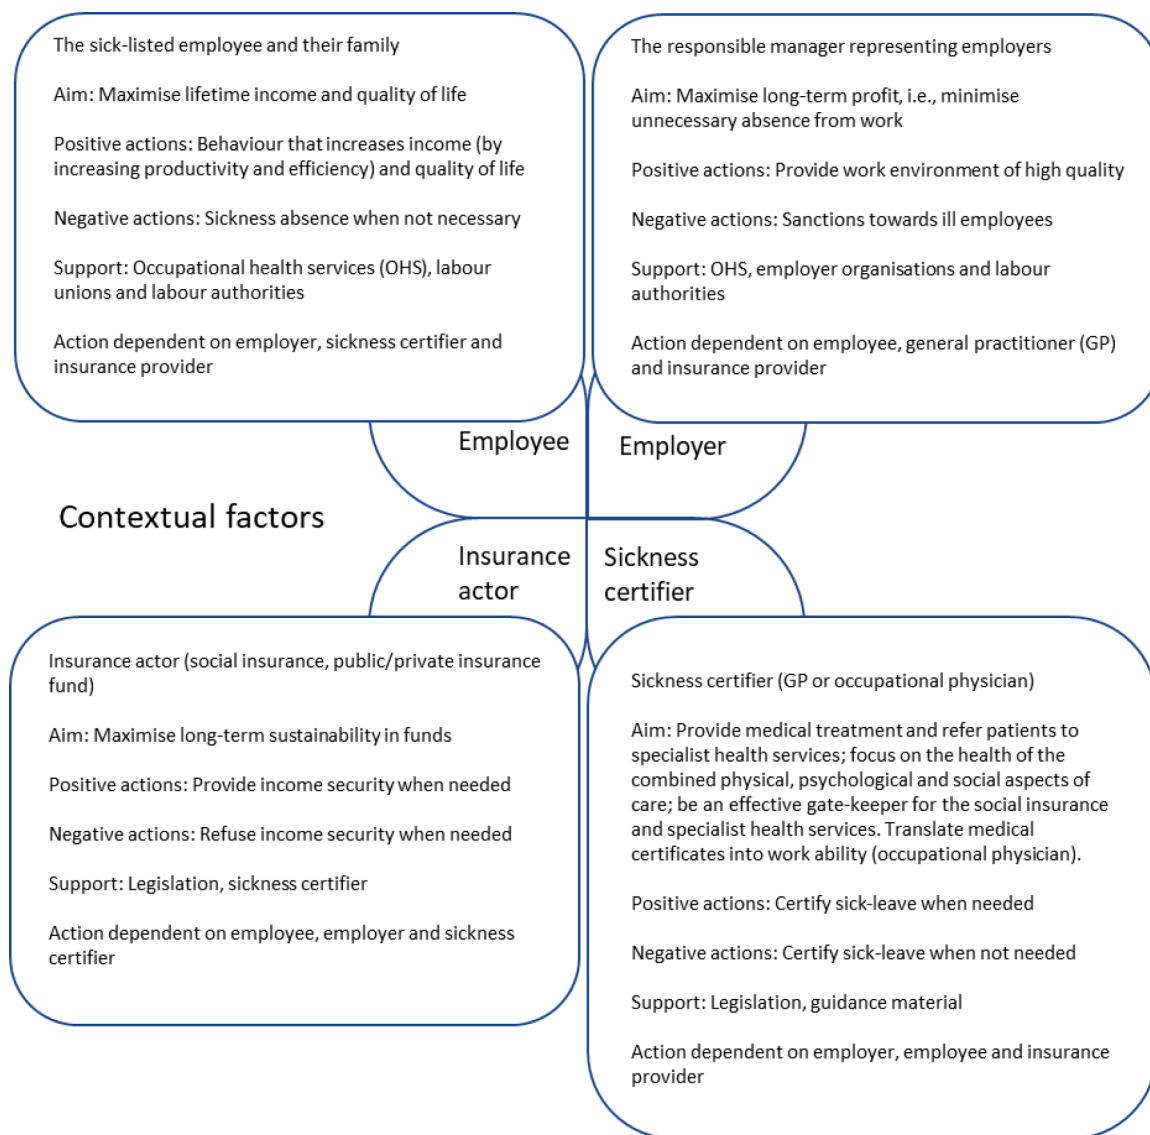 The sick-listed employee and their family
Aim: Maximise lifetime income and quality of life
Positive actions: Behaviour that increases income (by
increasing productivity and efficiency) and quality of life
Negative actions: Sickness absence when not necessary
Support: Occupational health services (OHS), labour
unions and labour authorities
Action dependent on employer, sickness certifier and
insurance provider
The responsible manager representing employers
Aim: Maximise long-term profit, i.e., minimise
unnecessary absence from work
Positive actions: Provide work environment of high quality
Negative actions: Sanctions towards ill employees
Support: OHS, employer organisations and labour
authorities
Action dependent on employee, general practitioner (GP)
and insurance provider
Employee
Employer
Contextual factors
Insurance
actor
Sickness
certifier
Insurance actor (social insurance, public/private insurance
fund)
Aim: Maximise long-term sustainability in funds
Positive actions: Provide income security when needed
Negative actions: Refuse income security when needed
Support: Legislation, sickness certifier
Action dependent on employee, employer and sickness
certifier
Sickness certifier (GP or occupational physician)
Aim: Provide medical treatment and refer patients to
specialist health services; focus on the health of the
combined physical, psychological and social aspects of
care; be an effective gate-keeper for the social insurance
and specialist health services. Translate medical
certificates into work ability (occupational physician).
Positive actions: Certify sick-leave when needed
Negative actions: Certify sick-leave when not needed
Support: Legislation, guidance material
Action dependent on employer, employee and insurance
provider